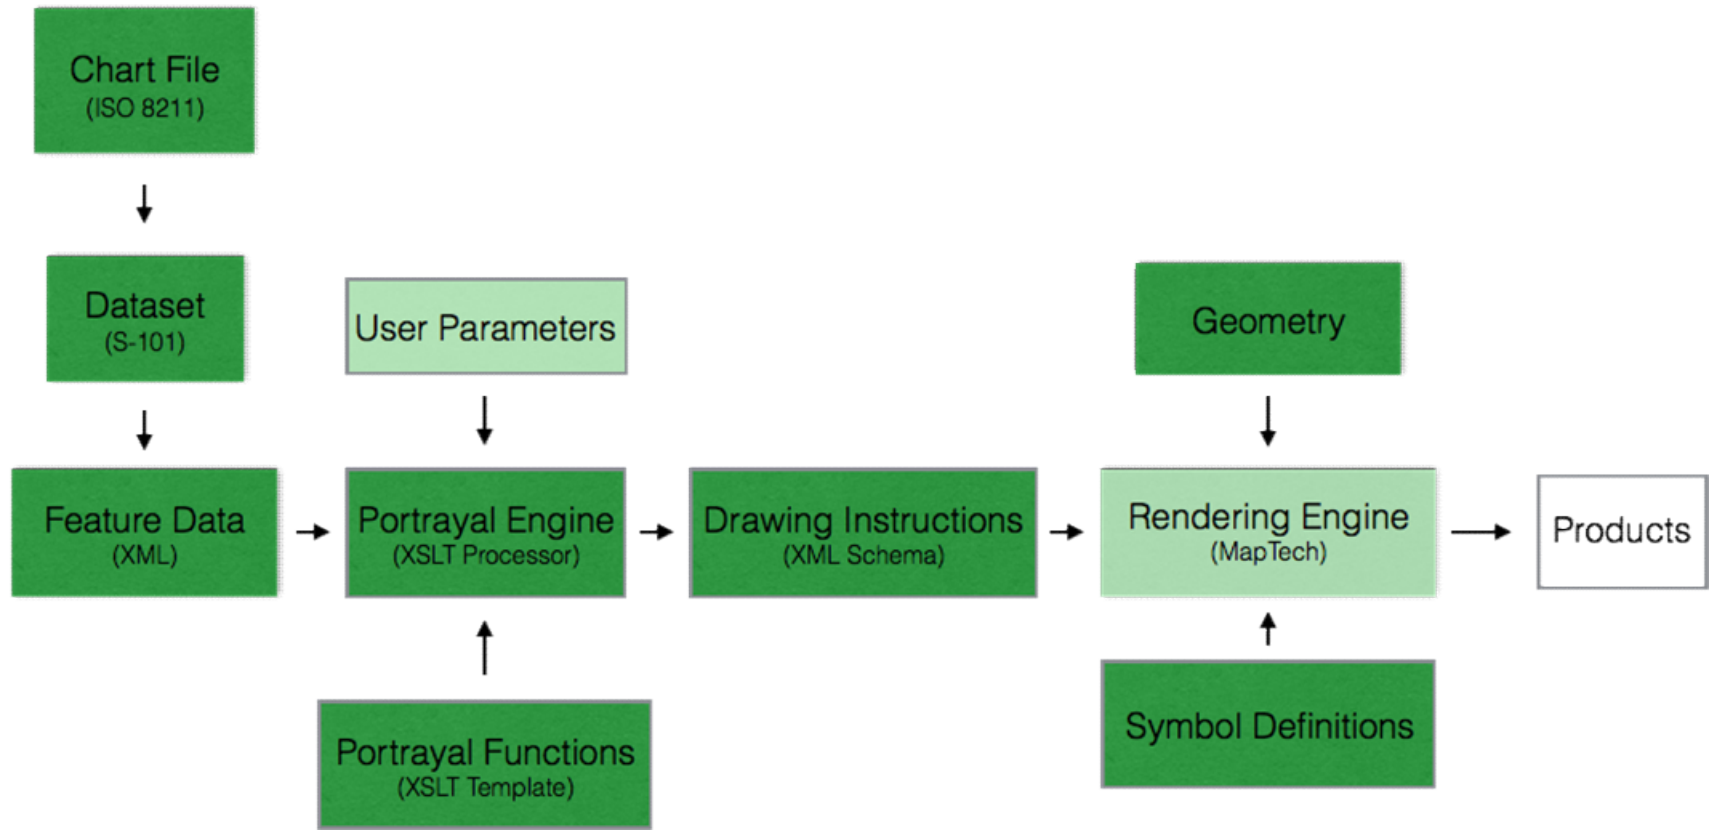 Chart File
(ISO 8211)
Dataset
(S-101)
User Parameters
Geometry
Feature Data
(XML)
Portrayal Engine
(XSLT Processor)
Drawing Instructions
(XML Schema)
Rendering Engine
(MapTech)
Products
Portrayal Functions
(XSLT Template)
Symbol Definitions